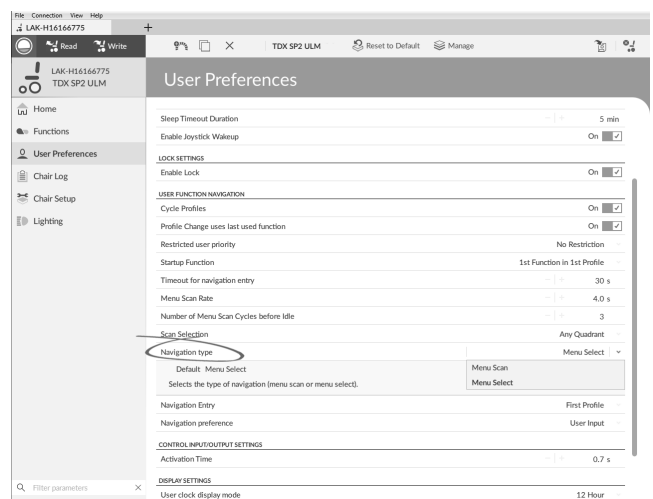 File Connection View Help
LAK-H16166775 +
Read Write TDX SP2 ULM Reset to Default Manage
LAK-H16166775
TDX SP2 ULM
User Preferences
Home
Functions
User Preferences
Chair Log
Chair Setup
Lighting
Filter parameters
Sleep Timeout Duration − + 5 min
Enable Joystick Wakeup On
LOCK SETTINGS
Enable Lock On
USER FUNCTION NAVIGATION
Cycle Profiles On
Profile Change uses last used function On
Restricted user priority No Restriction
Startup Function 1st Function in 1st Profile
Timeout for navigation entry − + 30 s
Menu Scan Rate − + 4.0 s
Number of Menu Scan Cycles before Idle − + 3
Scan Selection Any Quadrant
Navigation type Menu Select
Default Menu Select
Selects the type of navigation (menu scan or menu select).
Menu Scan
Menu Select
Navigation Entry First Profile
Navigation preference User Input
CONTROL INPUT/OUTPUT SETTINGS
Activation Time − + 0.7 s
DISPLAY SETTINGS
User clock display mode 12 Hour